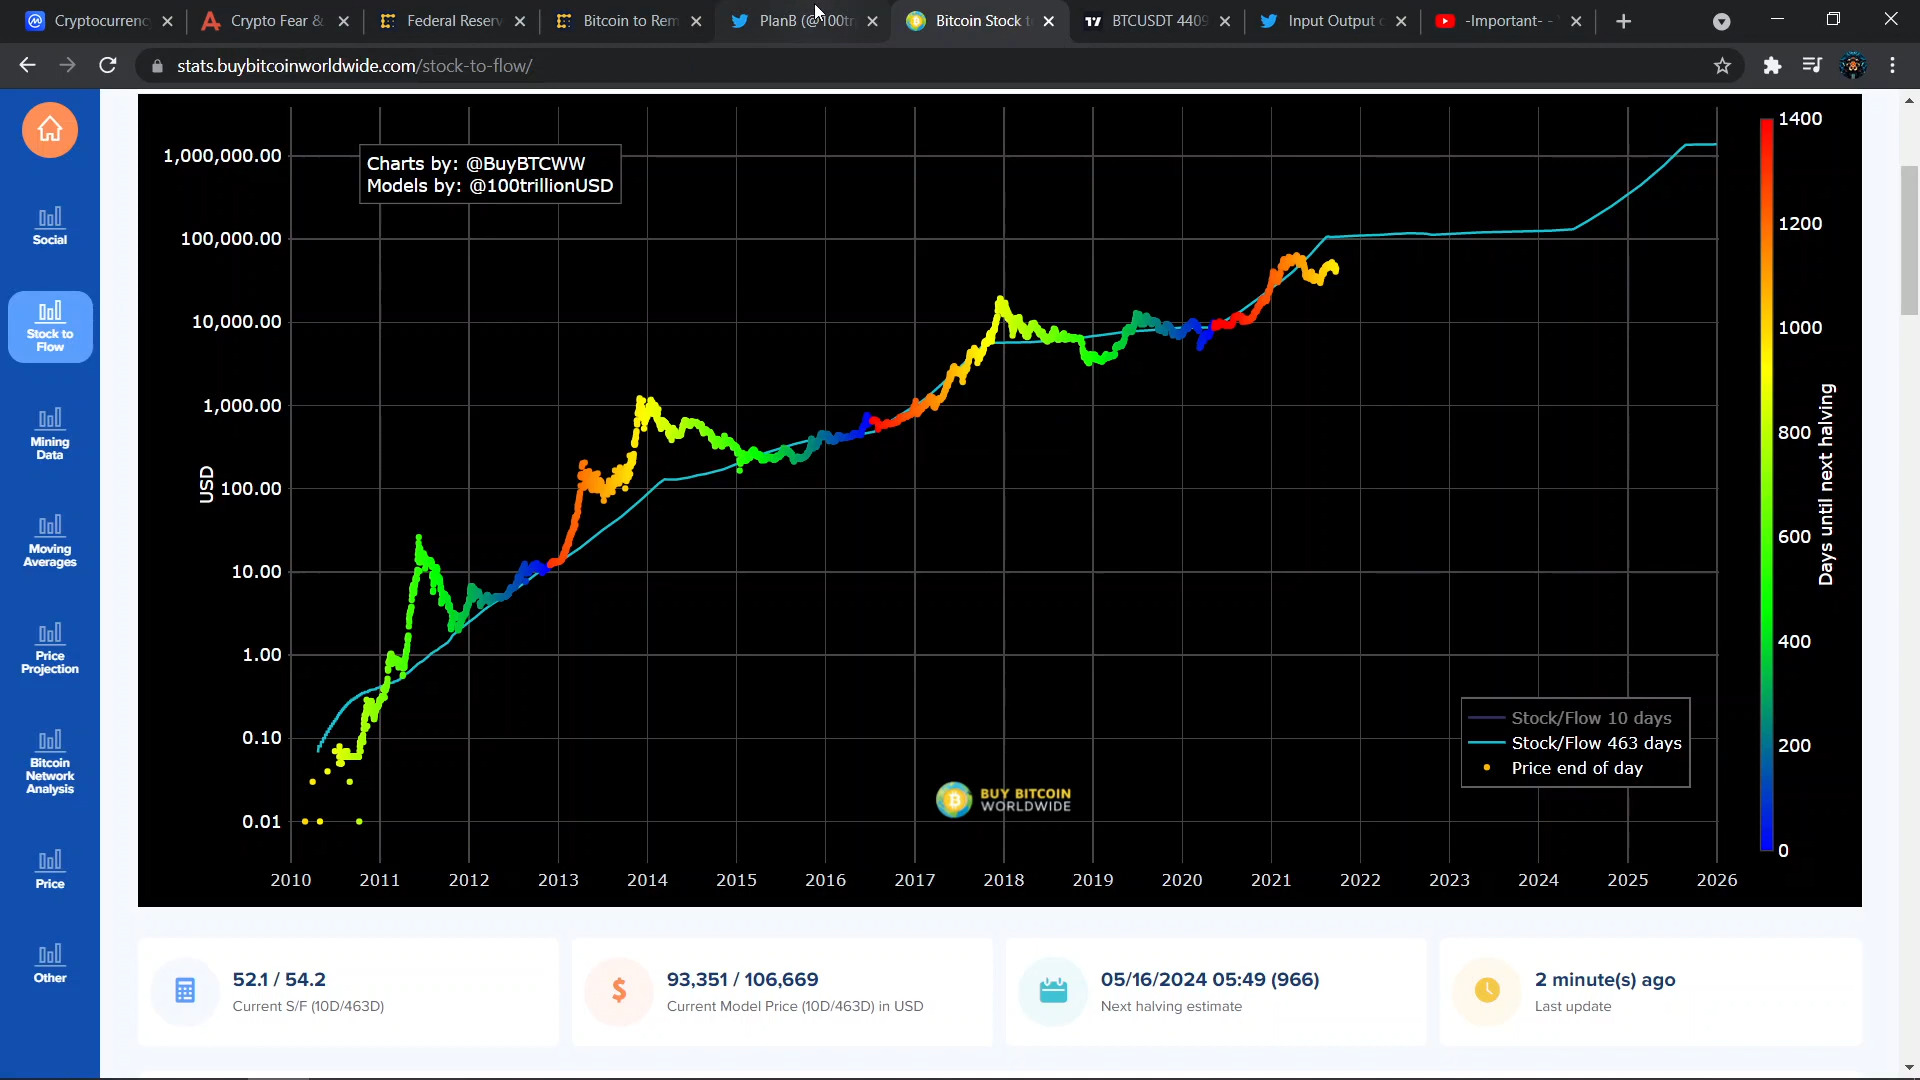 Cryptocurrenc
Crypto Fear &
Federal Reserv
Bitcoin to Rem
PlanB (@100tr
Bitcoin Stock t
BTCUSDT 4409
Input Output
-Important- -
stats.buybitcoinworldwide.com/stock-to-flow/
Social
Stock to
Flow
Mining
Data
Moving
Averages
Price
Projection
Bitcoin
Network
Analysis
Price
Other
Charts by: @BuyBTCWW
Models by: @100trillionUSD
1,000,000.00
100,000.00
10,000.00
1,000.00
100.00
10.00
1.00
0.10
0.01
USD
2010 2011 2012 2013 2014 2015 2016 2017 2018 2019 2020 2021 2022 2023 2024 2025 2026
Stock/Flow 10 days
Stock/Flow 463 days
Price end of day
BUY BITCOIN
WORLDWIDE
1400
1200
1000
800
600
400
200
0
Days until next halving
52.1 / 54.2
Current S/F (10D/463D)
93,351 / 106,669
Current Model Price (10D/463D) in USD
05/16/2024 05:49 (966)
Next halving estimate
2 minute(s) ago
Last update